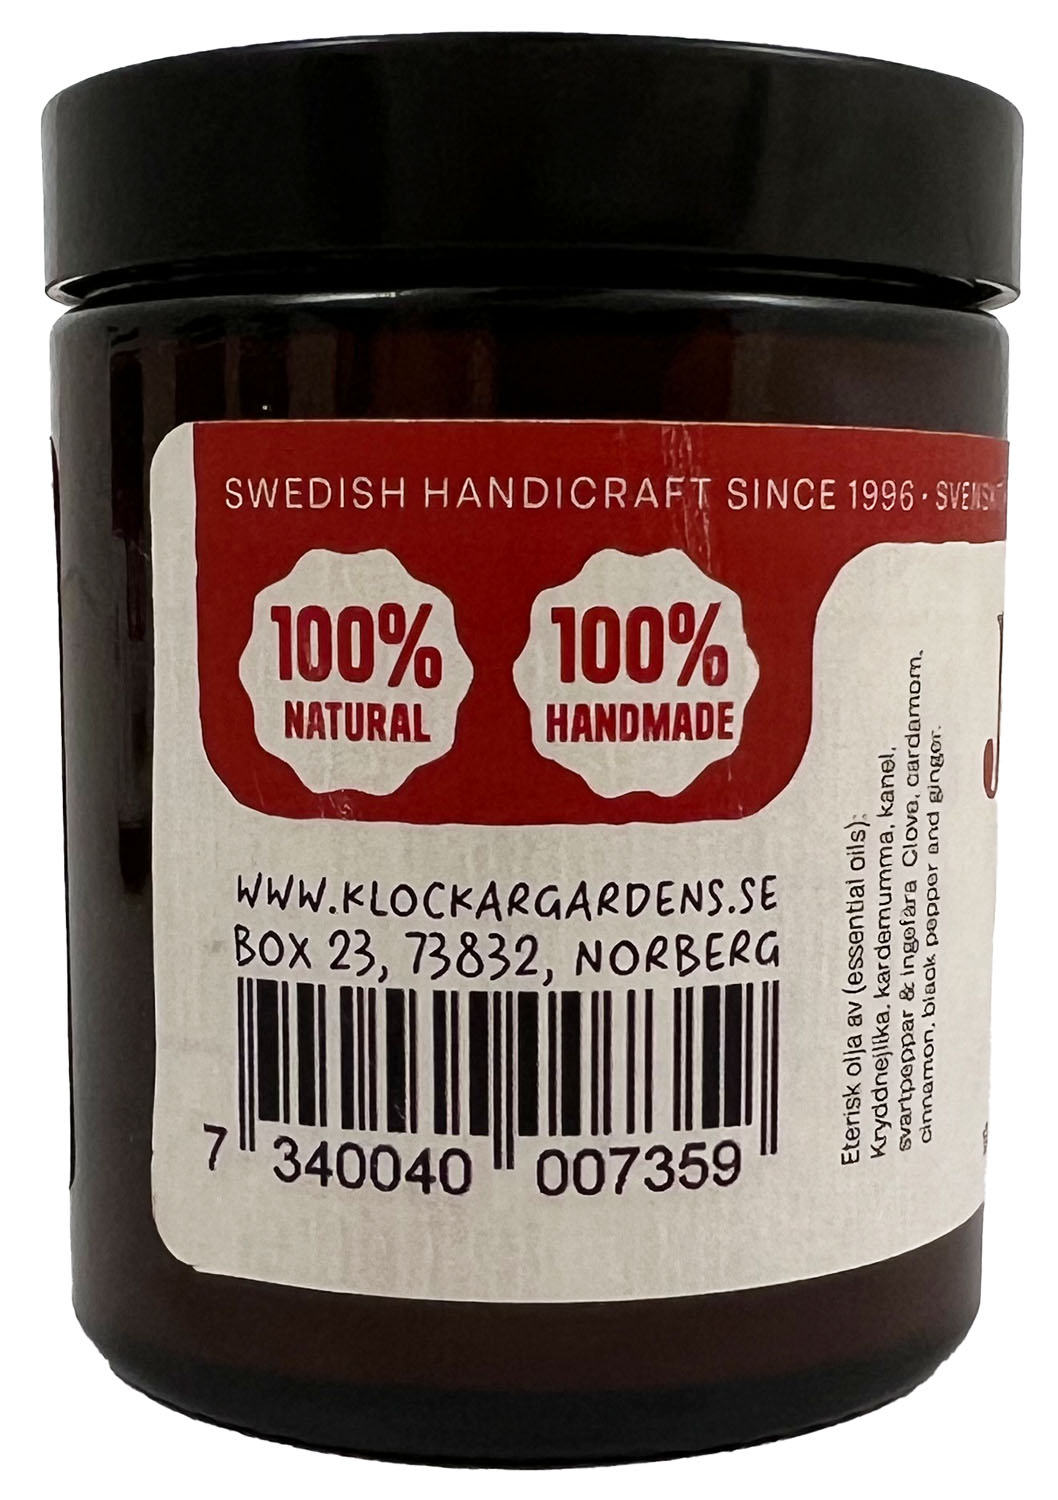 SWEDISH HANDICRAFT SINCE 1996 · SVENSKT
100%
NATURAL
100%
HANDMADE
WWW.KLOCKARGARDENS.SE
BOX 23, 73832, NORBERG
7 340040 007359
Eterisk olja av (essential oils):
Kryddnejlika, kardemumma, kanel,
svartpeppar & ingefära Clove, cardamom,
cinnamon, black pepper and ginger.
J